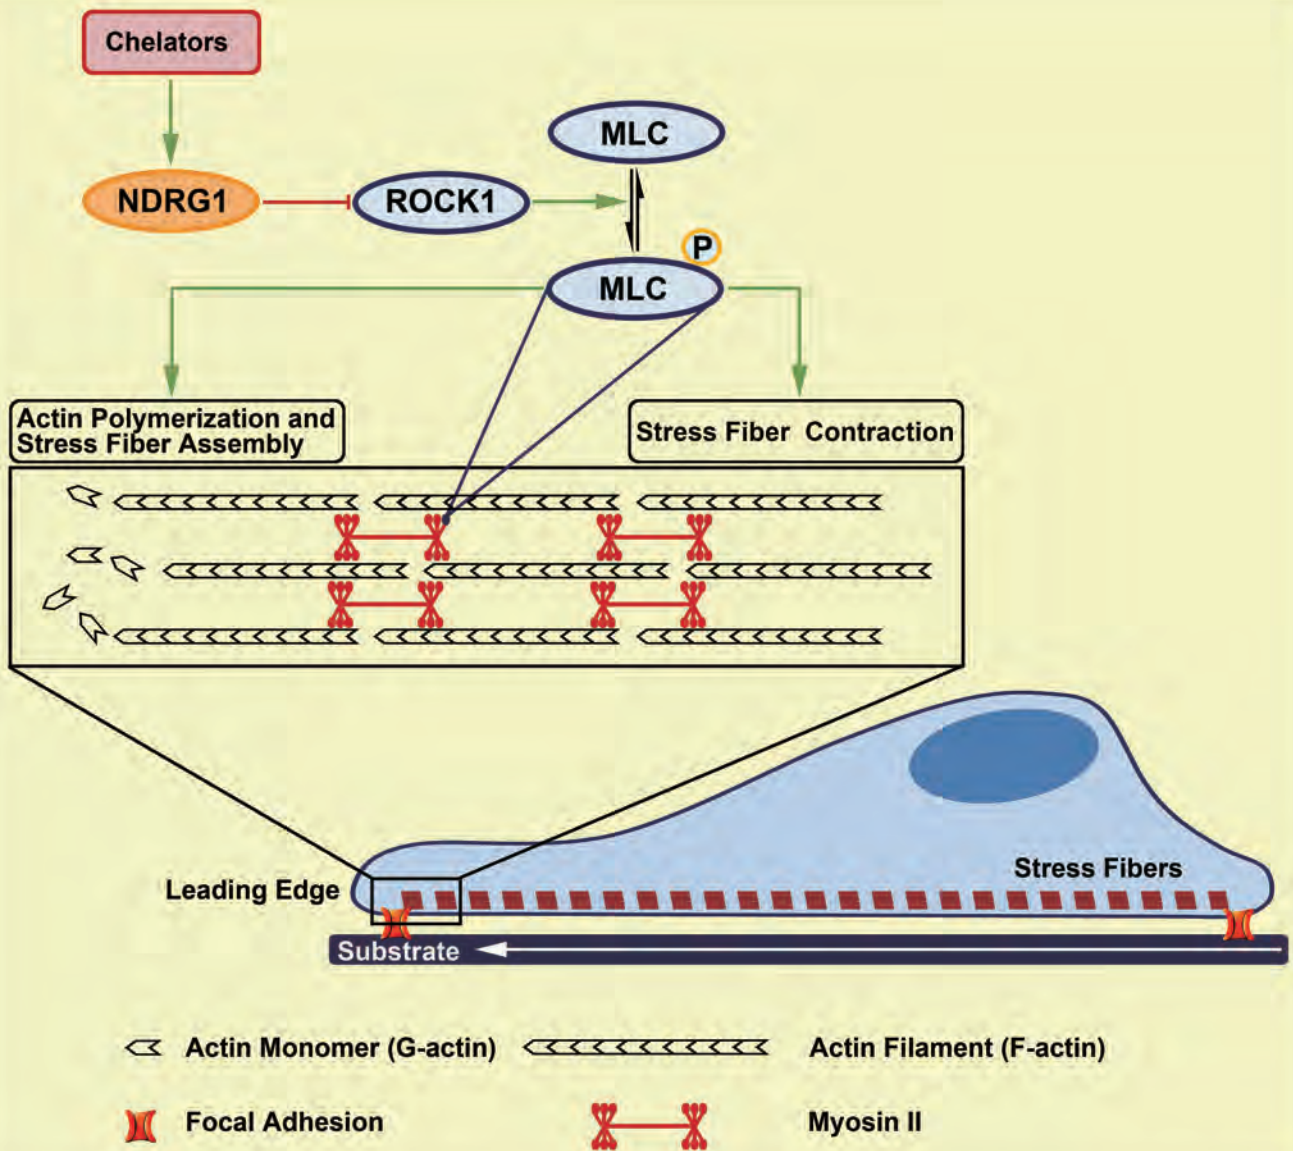 Chelators
MLC
NDRG1
ROCK1
P
MLC
Actin Polymerization and
Stress Fiber Assembly
Stress Fiber Contraction
Stress Fibers
Leading Edge
Substrate
Actin Monomer (G-actin)
Actin Filament (F-actin)
Focal Adhesion
Myosin II